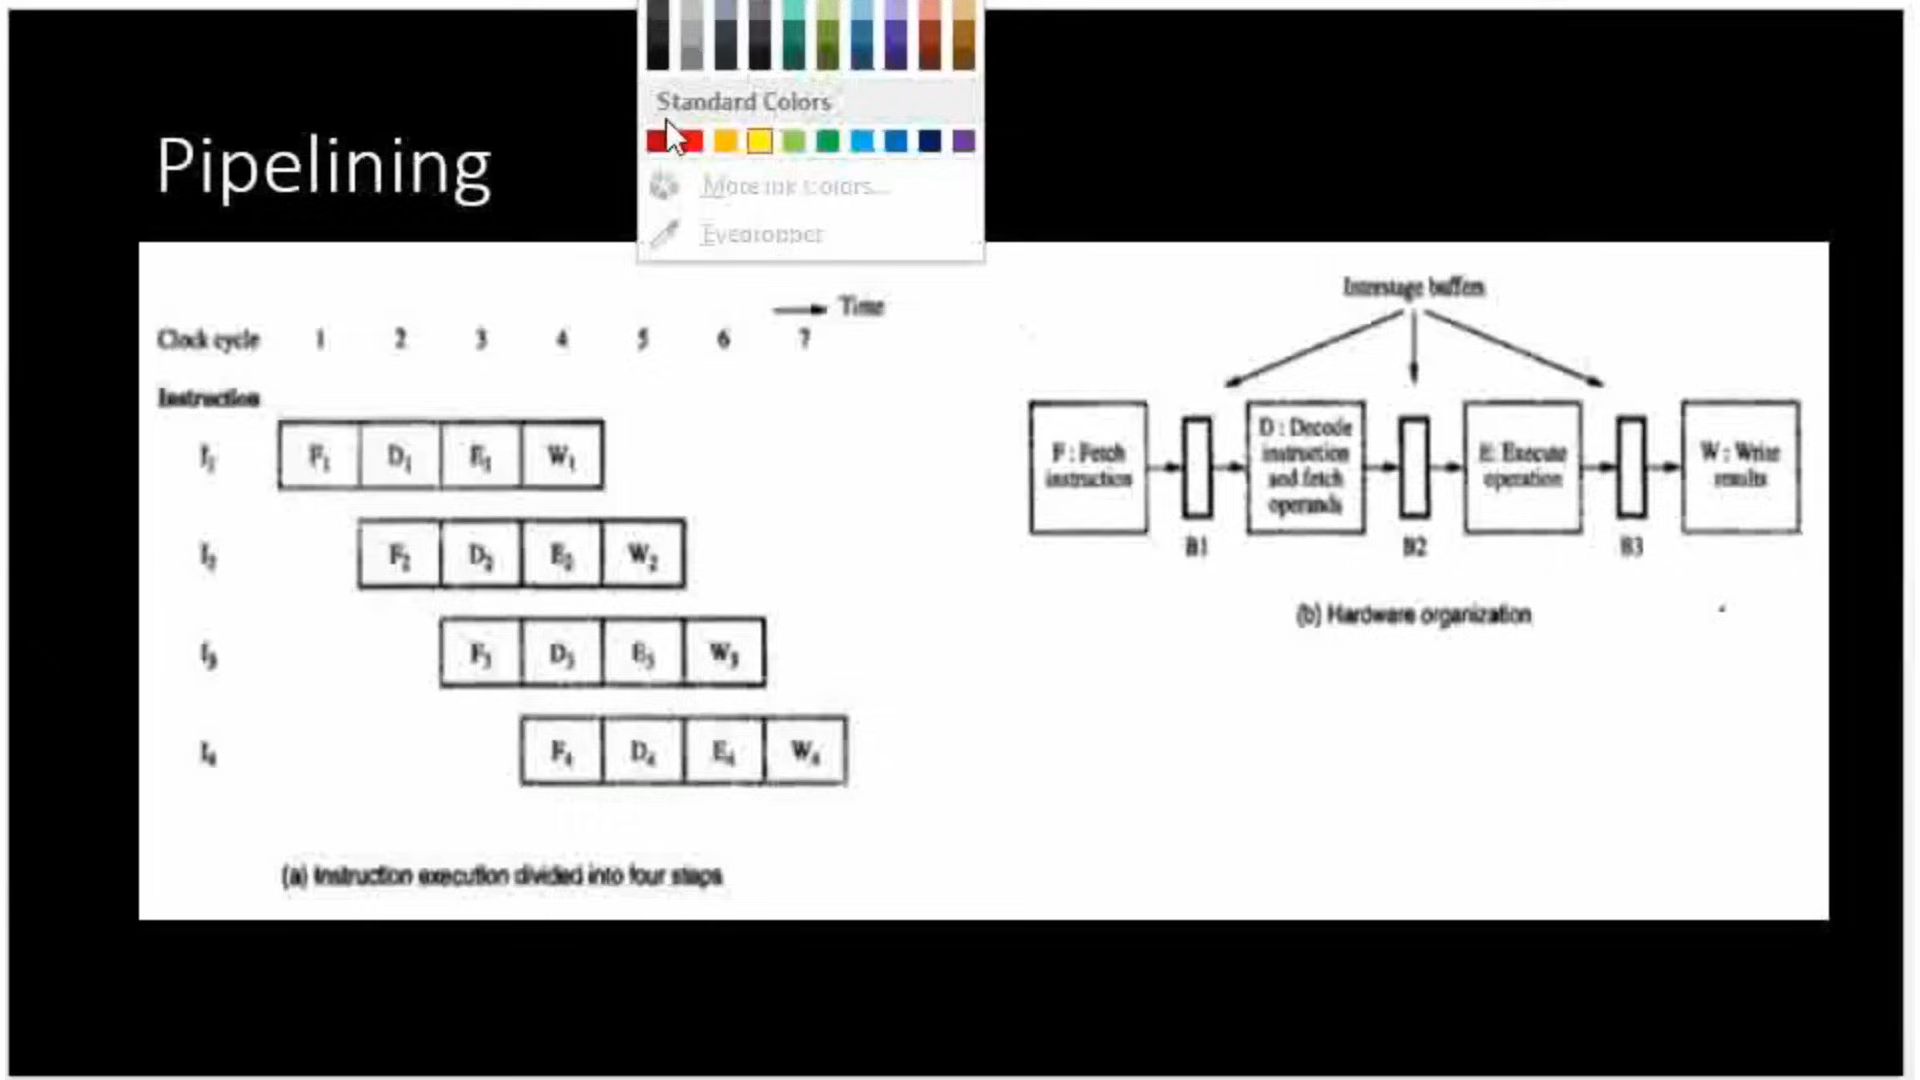 Standard Colors
More Ink Colors...
Eyedropper
Pipelining
Time
Clock cycle 1 2 3 4 5 6 7
Instruction
I₁ F₁ D₁ E₁ W₁
I₂ F₂ D₂ E₂ W₂
I₃ F₃ D₃ E₃ W₃
I₄ F₄ D₄ E₄ W₄
(a) Instruction execution divided into four steps
Interstage buffers
F : Fetch
instruction
D : Decode
instruction
and fetch
operands
E: Execute
operation
W : Write
results
B1
B2
B3
(b) Hardware organization